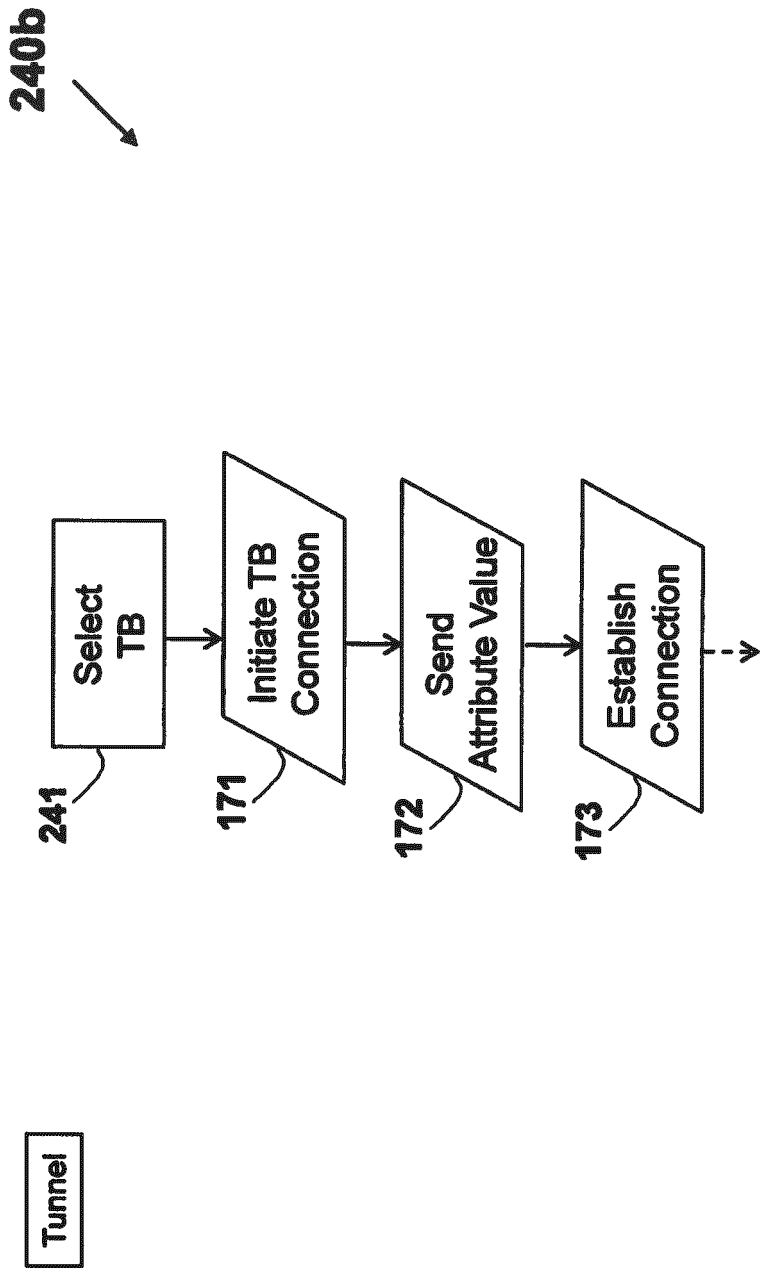 Tunnel
240b
241
Select
TB
171
Initiate TB
Connection
172
Send
Attribute Value
173
Establish
Connection